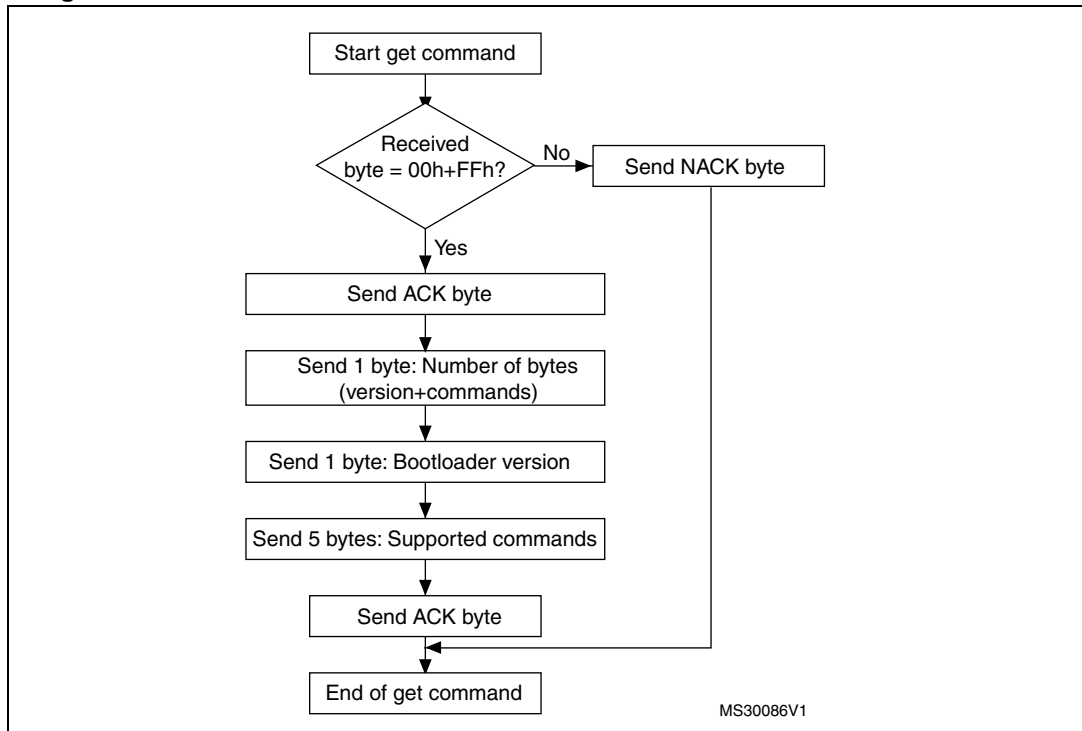 Start get command
Received
byte = 00h+FFh?
No
Send NACK byte
Yes
Send ACK byte
Send 1 byte: Number of bytes
(version+commands)
Send 1 byte: Bootloader version
Send 5 bytes: Supported commands
Send ACK byte
End of get command
MS30086V1